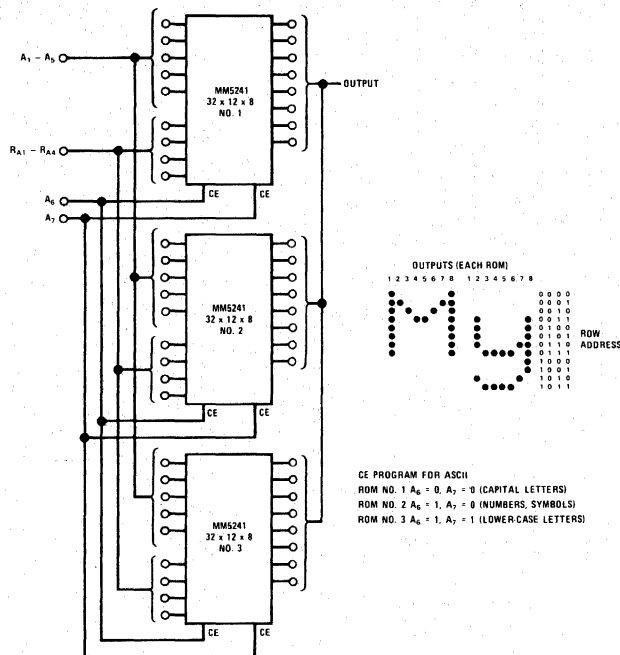 A₁ – A₅
MM5241
32 x 12 x 8
NO. 1
OUTPUT
R_A1 – R_A4
A₆
A₇
CE CE
MM5241
32 x 12 x 8
NO. 2
CE CE
MM5241
32 x 12 x 8
NO. 3
CE CE
OUTPUTS (EACH ROM)
1 2 3 4 5 6 7 8 1 2 3 4 5 6 7 8
0 0 0 0
0 0 0 1
0 0 1 0
0 0 1 1
0 1 0 0
0 1 0 1
0 1 1 0
0 1 1 1
1 0 0 0
1 0 0 1
1 0 1 0
1 0 1 1
ROW
ADDRESS
My
CE PROGRAM FOR ASCII
ROM NO. 1 A₆ = 0, A₇ = 0 (CAPITAL LETTERS)
ROM NO. 2 A₆ = 1, A₇ = 0 (NUMBERS, SYMBOLS)
ROM NO. 3 A₆ = 1, A₇ = 1 (LOWER-CASE LETTERS)